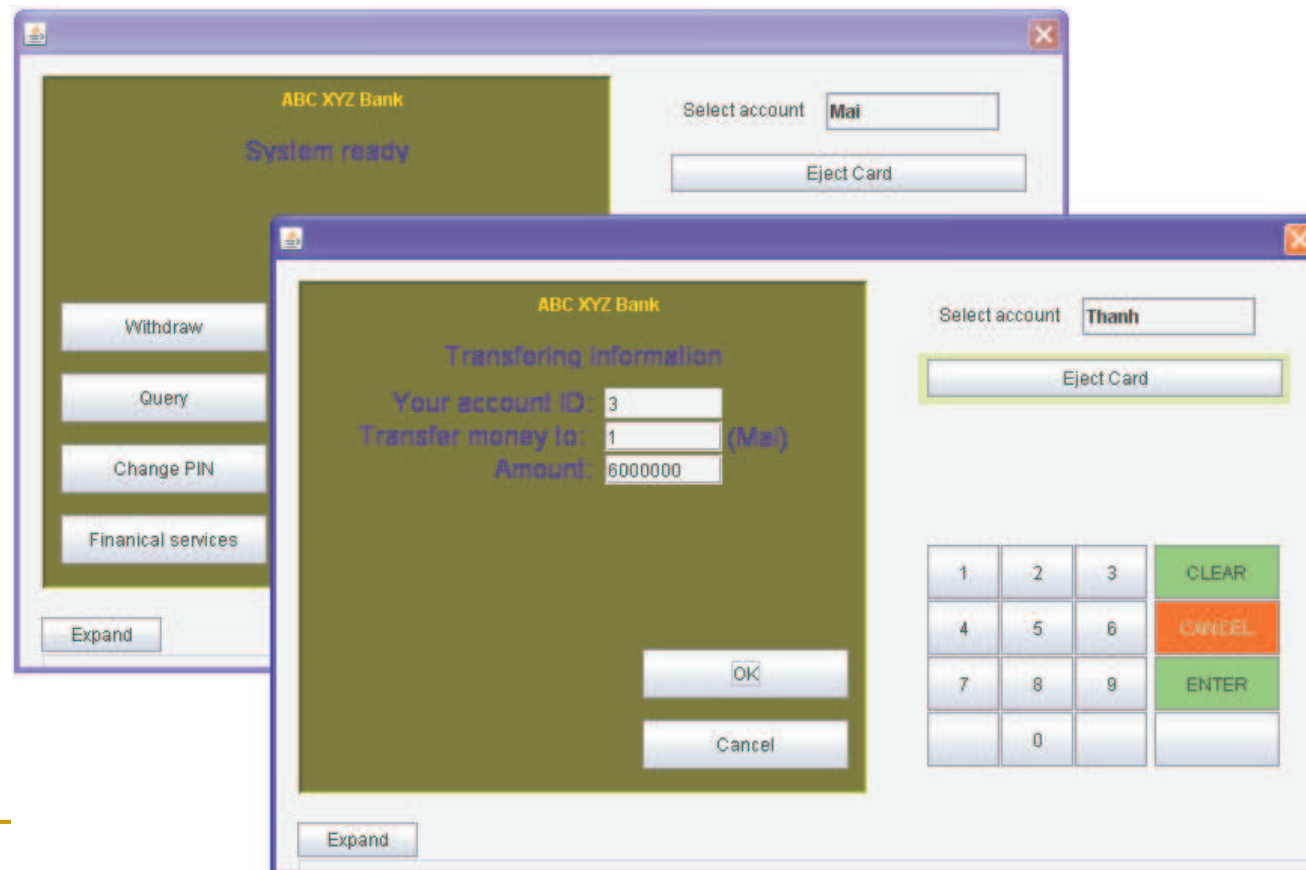 ABC XYZ Bank
System ready
Select account Mai
Eject Card
Withdraw
Query
Change PIN
Finanical services
Expand
ABC XYZ Bank
Transfering information
Your account ID: 3
Transfer money to: 1 (Mai)
Amount: 6000000
OK
Cancel
Select account Thanh
Eject Card
1 2 3 CLEAR
4 5 6 CANCEL
7 8 9 ENTER
0
Expand